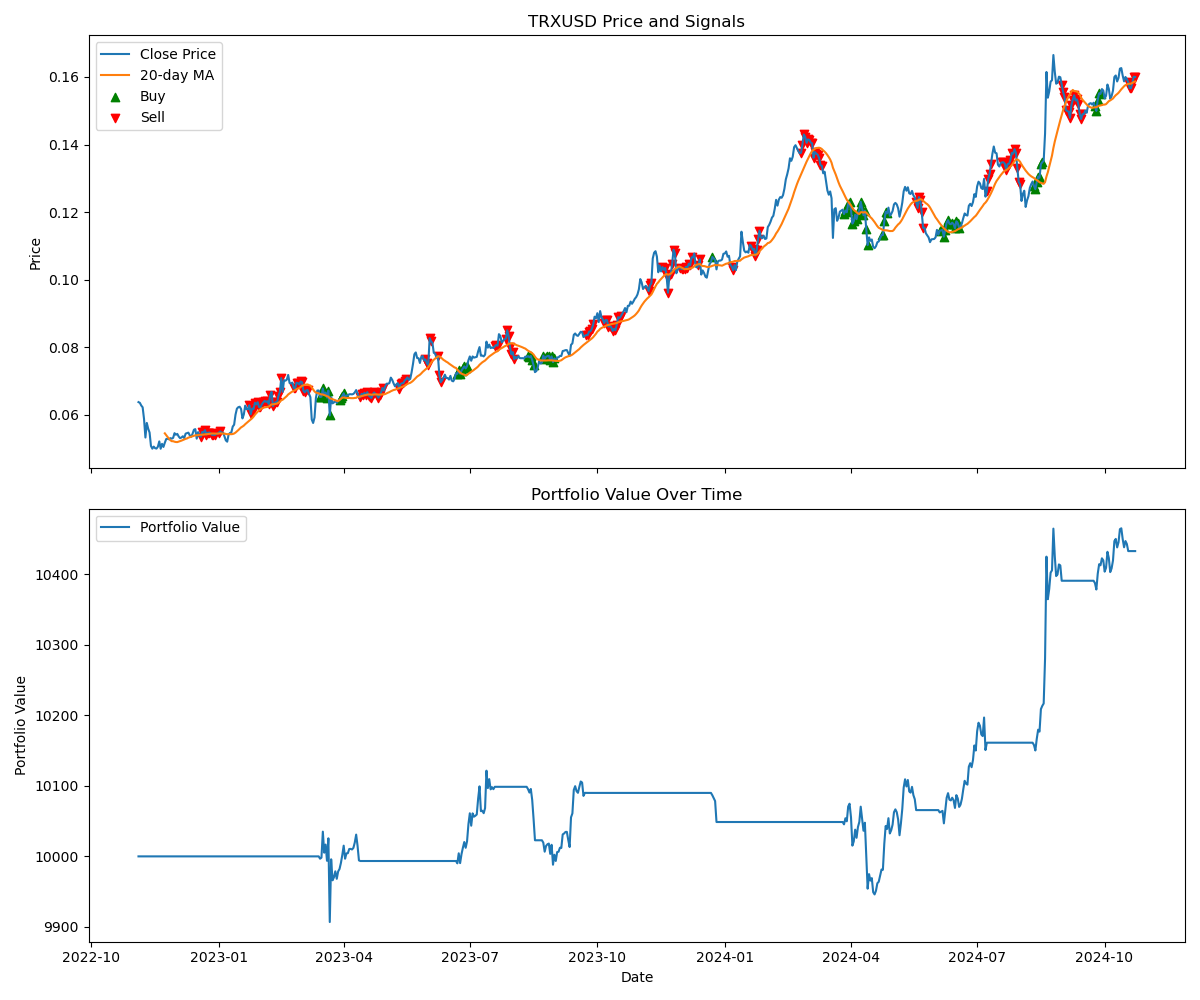 TRXUSD Price and Signals
Close Price
20-day MA
Buy
Sell
Price
0.16
0.14
0.12
0.10
0.08
0.06
Portfolio Value Over Time
Portfolio Value
Portfolio Value
10400
10300
10200
10100
10000
9900
2022-10 2023-01 2023-04 2023-07 2023-10 2024-01 2024-04 2024-07 2024-10
Date